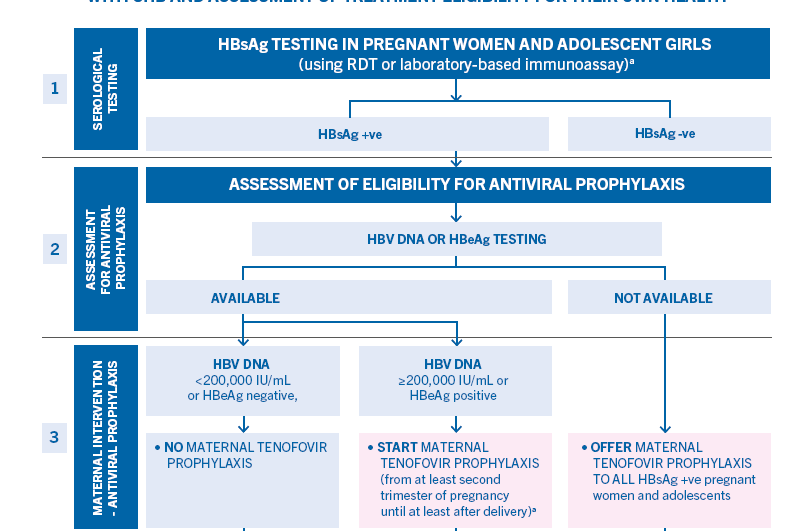 HBsAg TESTING IN PREGNANT WOMEN AND ADOLESCENT GIRLS
(using RDT or laboratory-based immunoassay)ᵃ
1
SEROLOGICAL
TESTING
HBsAg +ve
HBsAg -ve
ASSESSMENT OF ELIGIBILITY FOR ANTIVIRAL PROPHYLAXIS
2
ASSESSMENT
FOR ANTIVIRAL
PROPHYLAXIS
HBV DNA OR HBeAg TESTING
AVAILABLE
NOT AVAILABLE
3
MATERNAL INTERVENTION
- ANTIVIRAL PROPHYLAXIS
HBV DNA
<200,000 IU/mL
or HBeAg negative,
HBV DNA
≥200,000 IU/mL or
HBeAg positive
• NO MATERNAL TENOFOVIR
PROPHYLAXIS
• START MATERNAL
TENOFOVIR PROPHYLAXIS
(from at least second
trimester of pregnancy
until at least after delivery)ᵃ
• OFFER MATERNAL
TENOFOVIR PROPHYLAXIS
TO ALL HBsAg +ve pregnant
women and adolescents